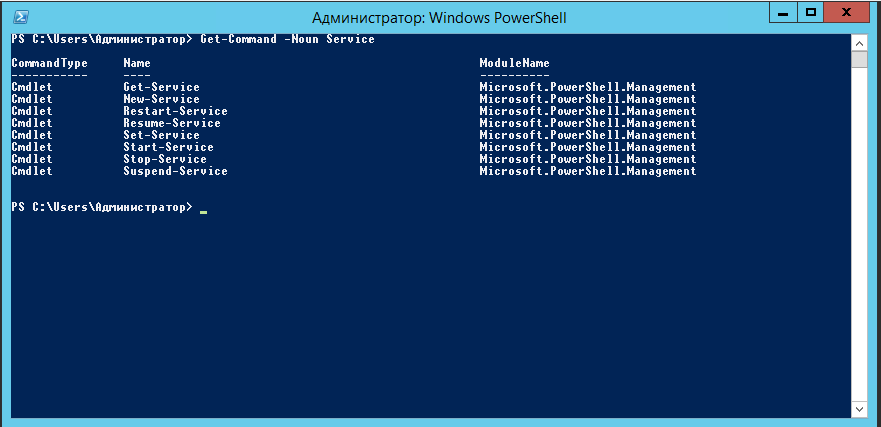 Администратор: Windows PowerShell
PS C:\Users\Администратор> Get-Command -Noun Service
CommandType Name ModuleName
----------- ---- ----------
Cmdlet Get-Service Microsoft.PowerShell.Management
Cmdlet New-Service Microsoft.PowerShell.Management
Cmdlet Restart-Service Microsoft.PowerShell.Management
Cmdlet Resume-Service Microsoft.PowerShell.Management
Cmdlet Set-Service Microsoft.PowerShell.Management
Cmdlet Start-Service Microsoft.PowerShell.Management
Cmdlet Stop-Service Microsoft.PowerShell.Management
Cmdlet Suspend-Service Microsoft.PowerShell.Management
PS C:\Users\Администратор> _